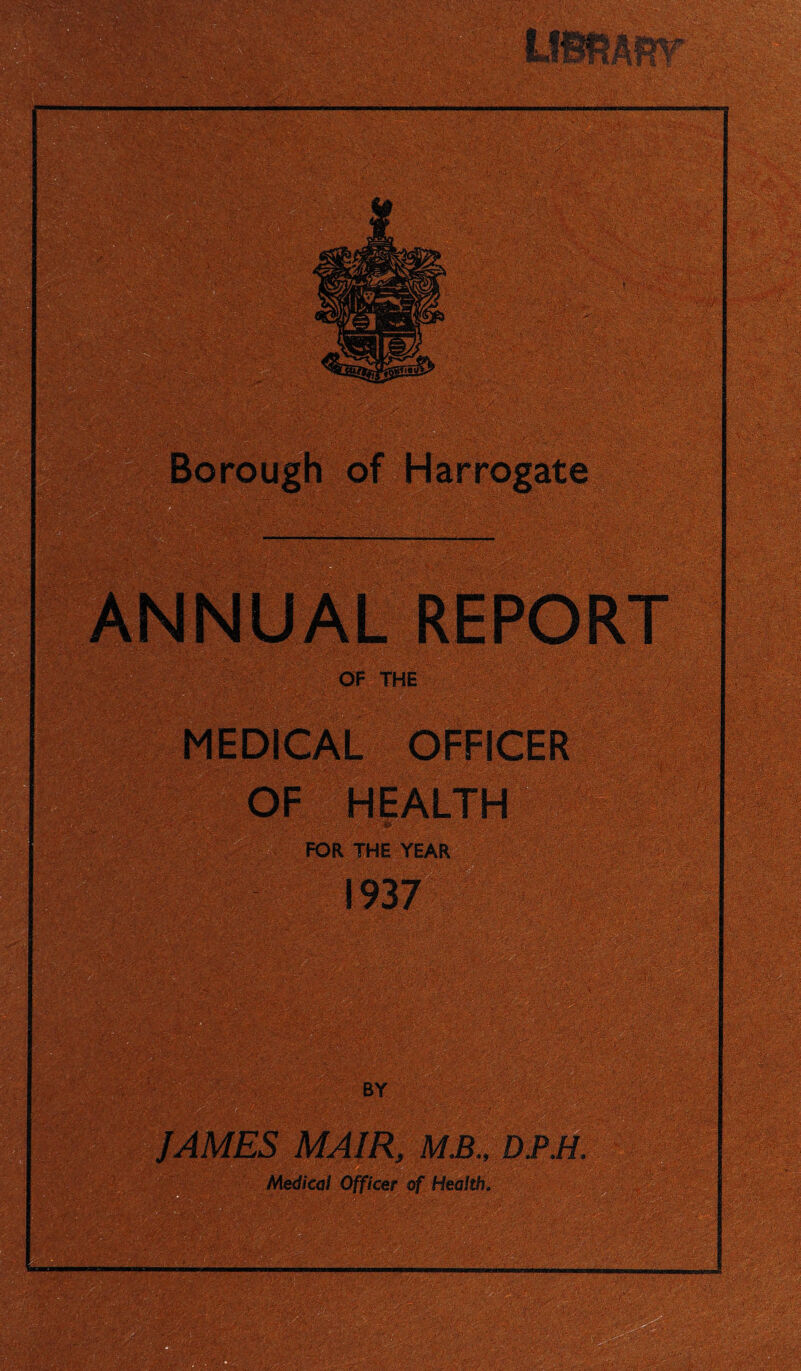 LIBRARY
Borough of Harrogate
ANNUAL REPORT
OF THE
MEDICAL OFFICER
OF HEALTH
FOR THE YEAR
1937
BY
JAMES MAIR, M.B., D.P.H.
Medical Officer of Health.